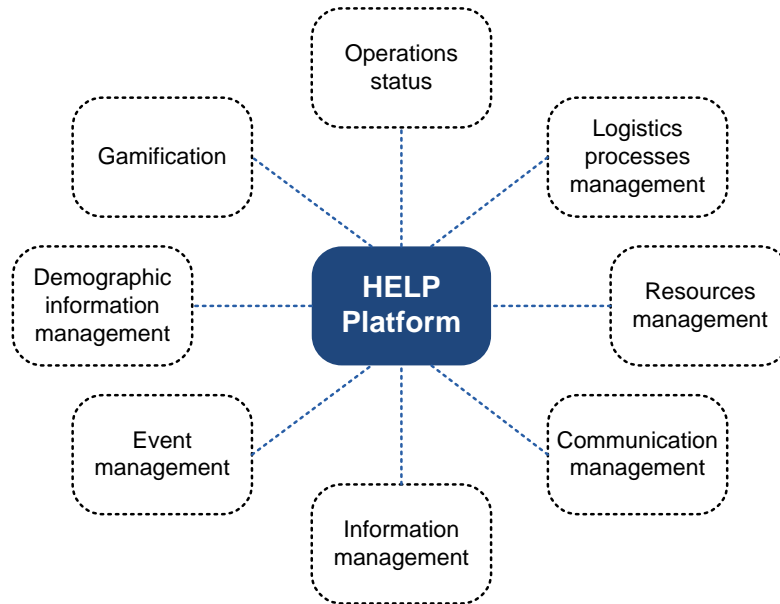 Operations
status
Gamification
Logistics
processes
management
Demographic
information
management
HELP
Platform
Resources
management
Event
management
Communication
management
Information
management